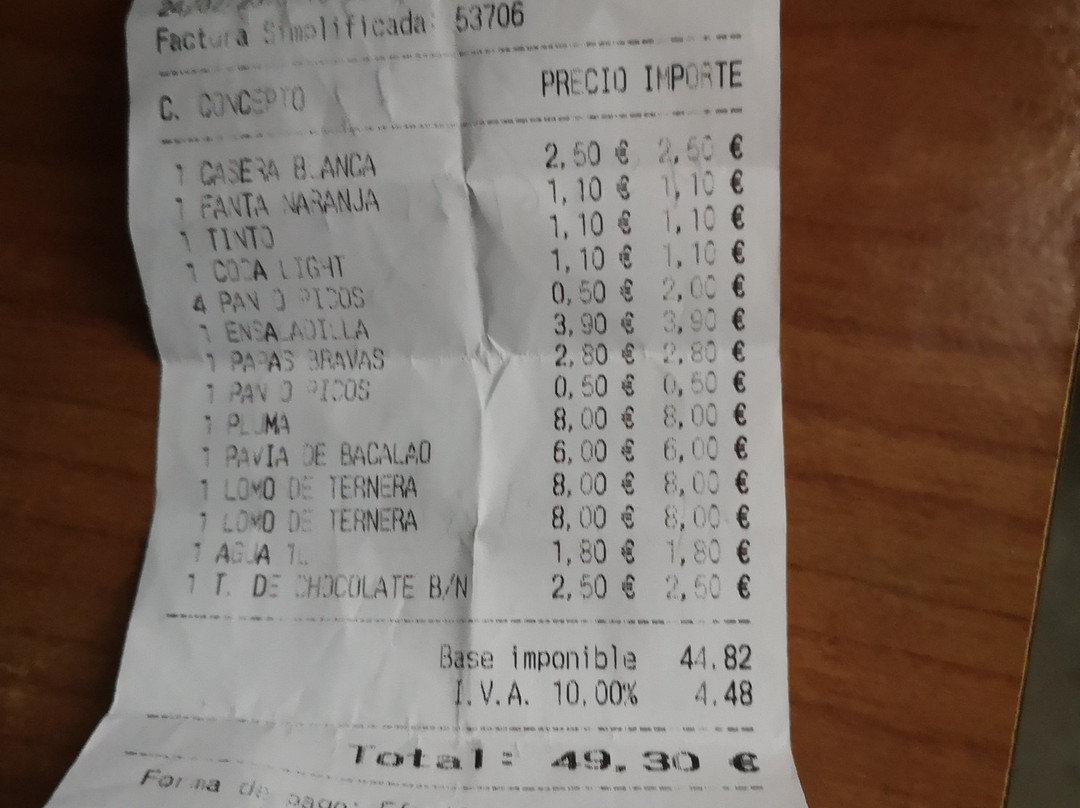 Factura Simplificada: 53706
C. CONCEPTO PRECIO IMPORTE
1 CASERA BLANCA 2,50 € 2,50 €
1 FANTA NARANJA 1,10 € 1,10 €
1 TINTO 1,10 € 1,10 €
1 COCA LIGHT 1,10 € 1,10 €
4 PAN O PICOS 0,50 € 2,00 €
1 ENSALADILLA 3,90 € 3,90 €
1 PAPAS BRAVAS 2,80 € 2,80 €
1 PAN O PICOS 0,50 € 0,50 €
1 PLUMA 8,00 € 8,00 €
1 PAVIA DE BACALAO 6,00 € 6,00 €
1 LOMO DE TERNERA 8,00 € 8,00 €
1 LOMO DE TERNERA 8,00 € 8,00 €
1 AGUA 1L 1,80 € 1,80 €
1 T. DE CHOCOLATE B/N 2,50 € 2,50 €
Base imponible 44.82
I.V.A. 10,00% 4.48
Total: 49.30 €
Forma de pago: